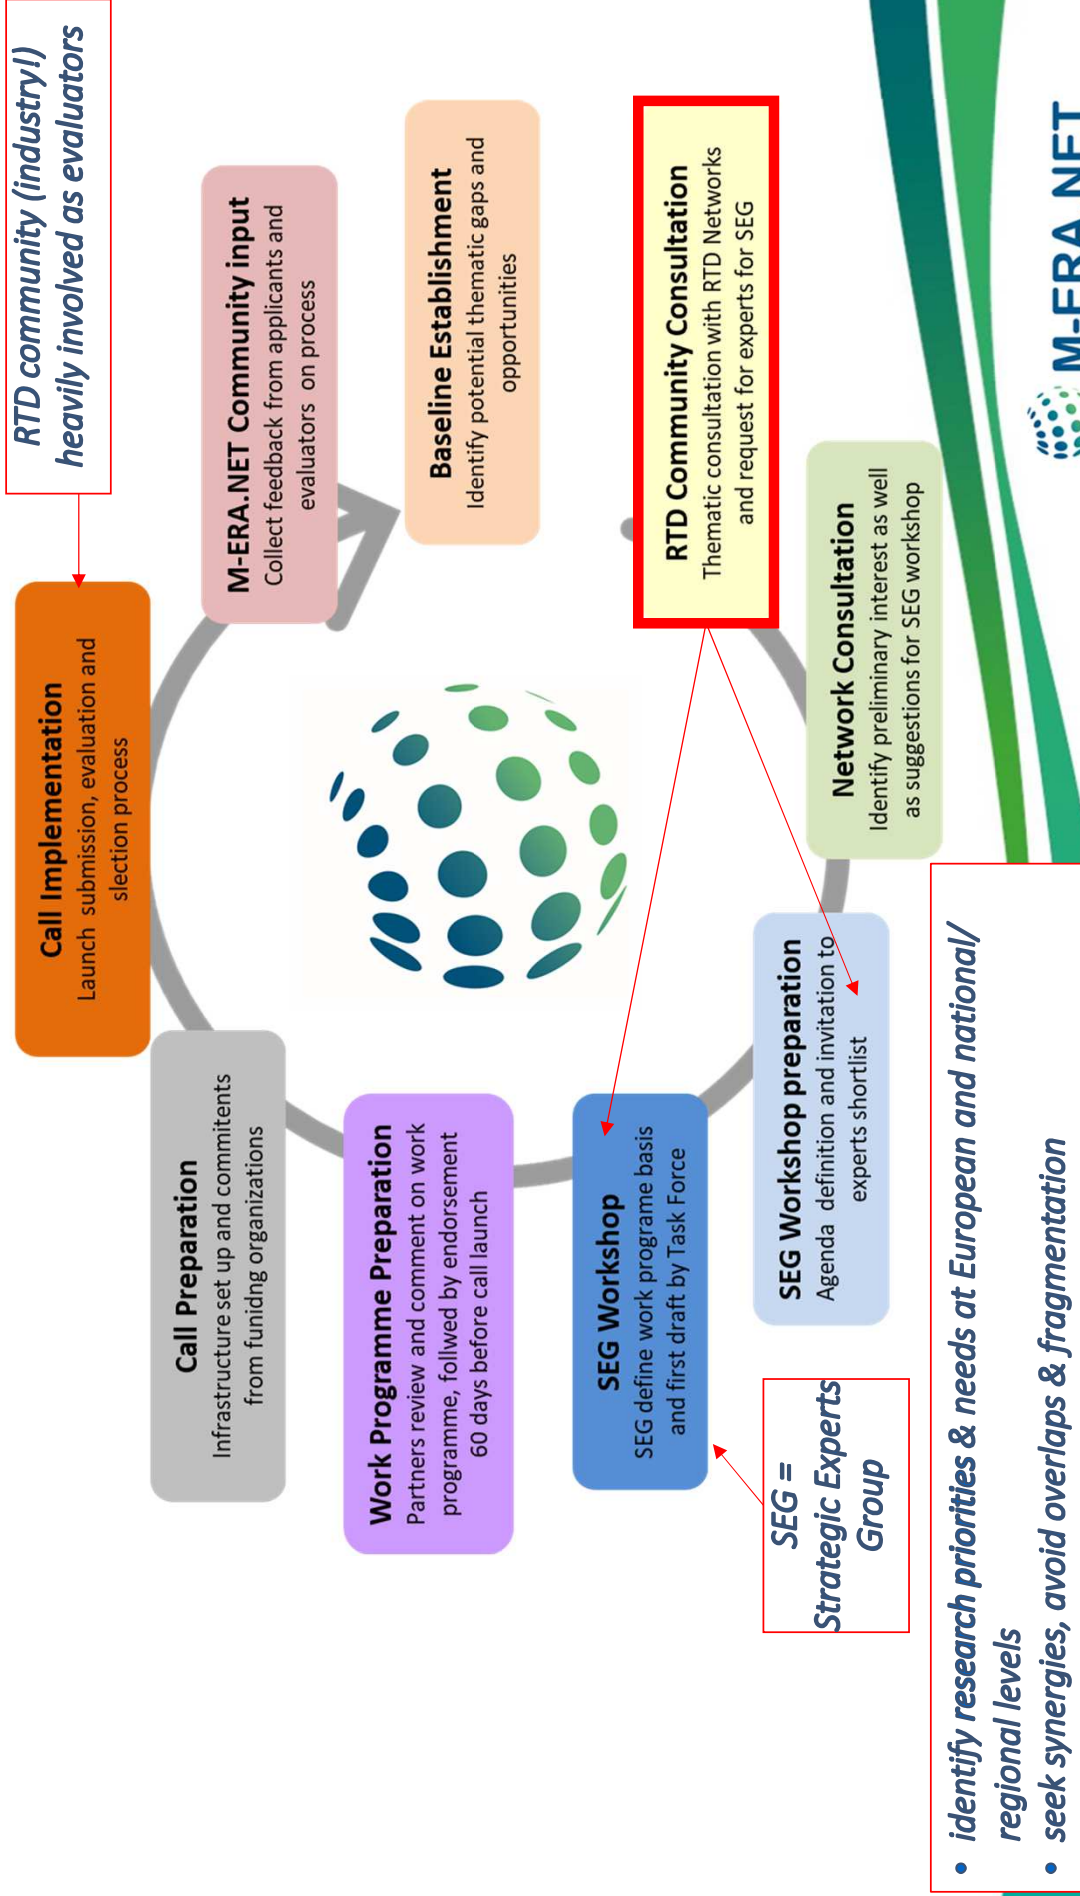 RTD community (industry!)
heavily involved as evaluators
Call Implementation
Launch submission, evaluation and
slection process
M-ERA.NET Community input
Collect feedback from applicants and
evaluators on process
Baseline Establishment
Identify potential thematic gaps and
opportunities
RTD Community Consultation
Thematic consultation with RTD Networks
and request for experts for SEG
Network Consultation
Identify preliminary interest as well
as suggestions for SEG workshop
SEG Workshop preparation
Agenda definition and invitation to
experts shortlist
SEG Workshop
SEG define work programe basis
and first draft by Task Force
Work Programme Preparation
Partners review and comment on work
programme, follwed by endorsement
60 days before call launch
Call Preparation
Infrastructure set up and commitents
from funidng organizations
SEG =
Strategic Experts
Group
• identify research priorities & needs at European and national/
regional levels
• seek synergies, avoid overlaps & fragmentation
M-ERA.NET